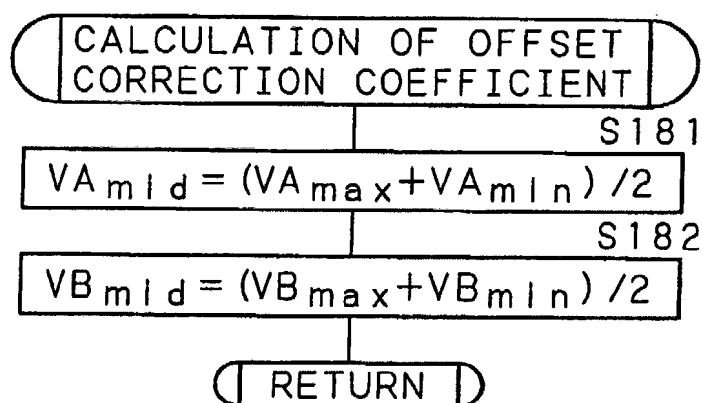 CALCULATION OF OFFSET
CORRECTION COEFFICIENT
S181
VAmid=(VAmax+VAmin)/2
S182
VBmid=(VBmax+VBmin)/2
RETURN